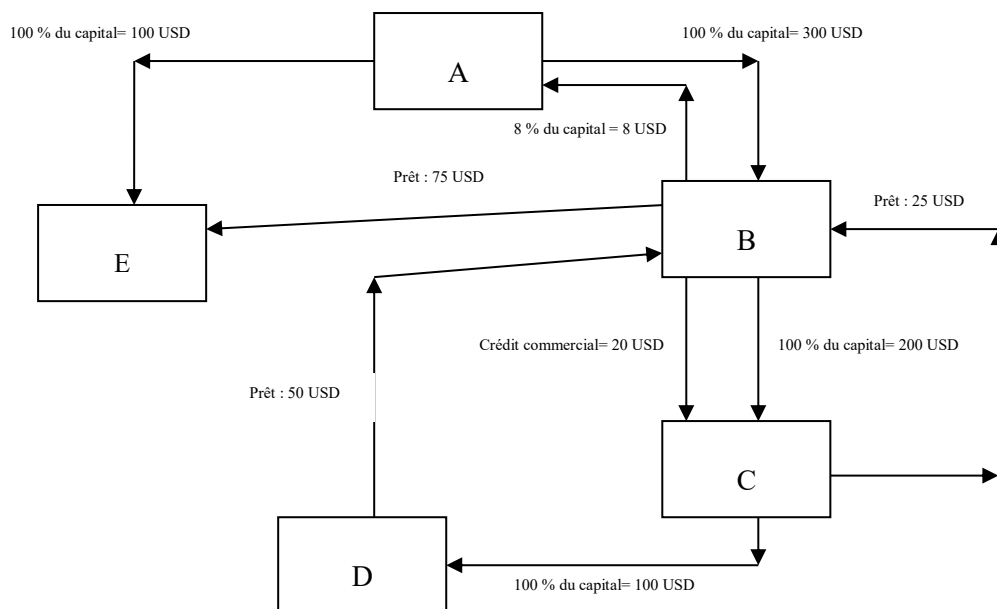 100 % du capital= 100 USD
100 % du capital= 300 USD
A
8 % du capital = 8 USD
Prêt : 75 USD
Prêt : 25 USD
B
E
Crédit commercial= 20 USD
100 % du capital= 200 USD
Prêt : 50 USD
C
D
100 % du capital= 100 USD